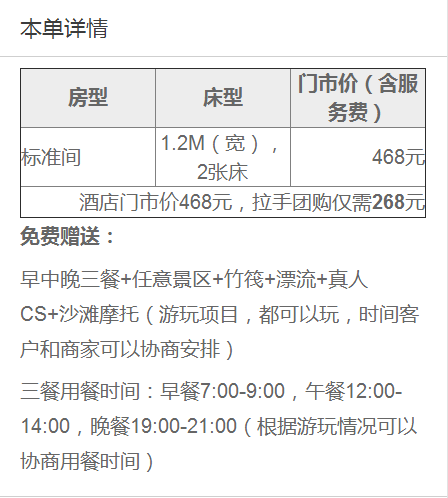 本单详情
房型 床型 门市价（含服
务费）
标准间 1.2M（宽），
2张床 468元
酒店门市价468元，拉手团购仅需268元
免费赠送：
早中晚三餐+任意景区+竹筏+漂流+真人
CS+沙滩摩托（游玩项目，都可以玩，时间客
户和商家可以协商安排）
三餐用餐时间：早餐7:00-9:00，午餐12:00-
14:00，晚餐19:00-21:00（根据游玩情况可以
协商用餐时间）